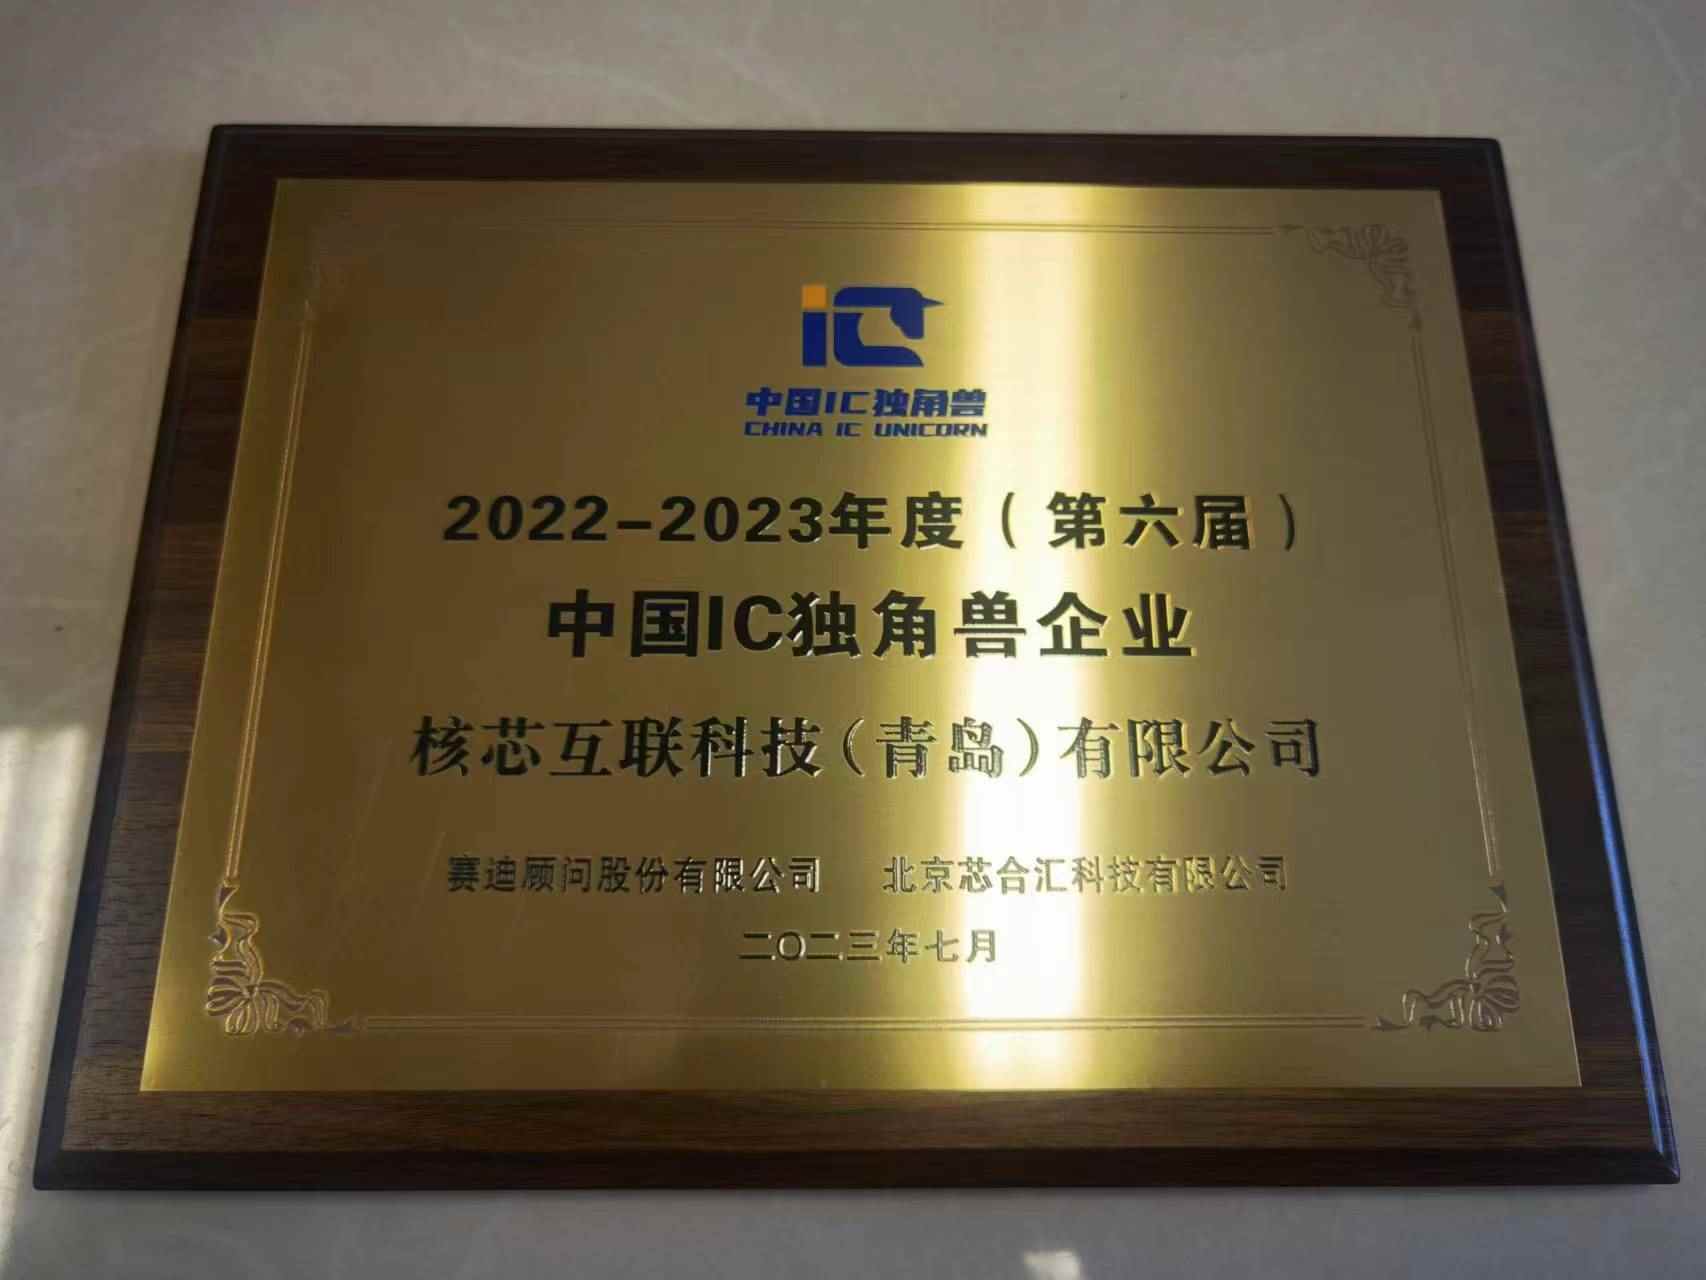 iC
中国IC独角兽
CHINA IC UNICORN
2022-2023年度（第六届）
中国IC独角兽企业
核芯互联科技（青岛）有限公司
赛迪顾问股份有限公司 北京芯合汇科技有限公司
二〇二三年七月